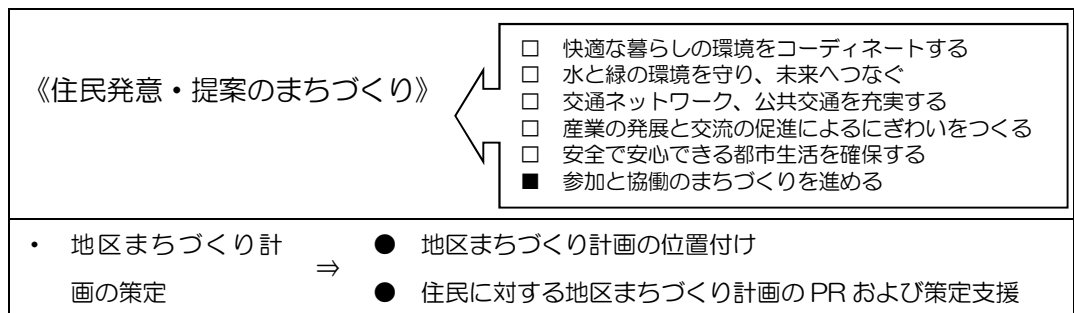 《住民発意・提案のまちづくり》
□ 快適な暮らしの環境をコーディネートする
□ 水と緑の環境を守り、未来へつなぐ
□ 交通ネットワーク、公共交通を充実する
□ 産業の発展と交流の促進によるにぎわいをつくる
□ 安全で安心できる都市生活を確保する
■ 参加と協働のまちづくりを進める
・ 地区まちづくり計
画の策定
⇒
● 地区まちづくり計画の位置付け
● 住民に対する地区まちづくり計画の PR および策定支援